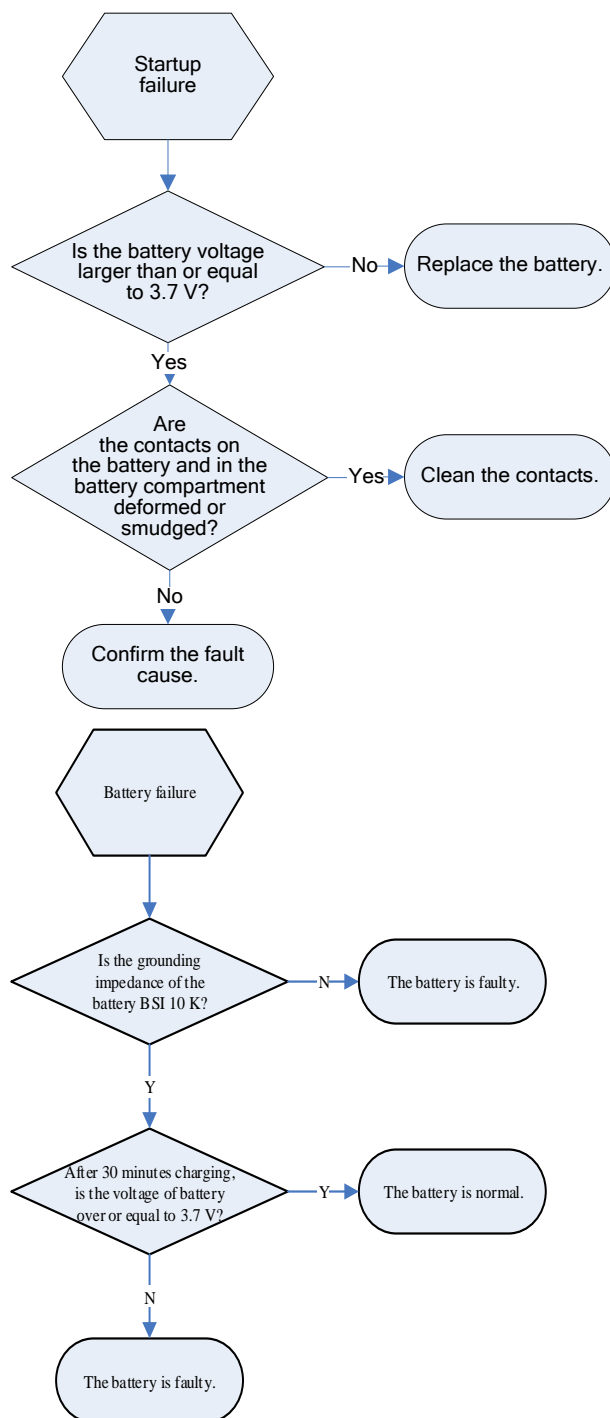 Startup
failure
Is the battery voltage
larger than or equal
to 3.7 V?
No
Replace the battery.
Yes
Are
the contacts on
the battery and in the
battery compartment
deformed or
smudged?
Yes
Clean the contacts.
No
Confirm the fault
cause.
Battery failure
Is the grounding
impedance of the
battery BSI 10 K?
N
The battery is faulty.
Y
After 30 minutes charging,
is the voltage of battery
over or equal to 3.7 V?
Y
The battery is normal.
N
The battery is faulty.